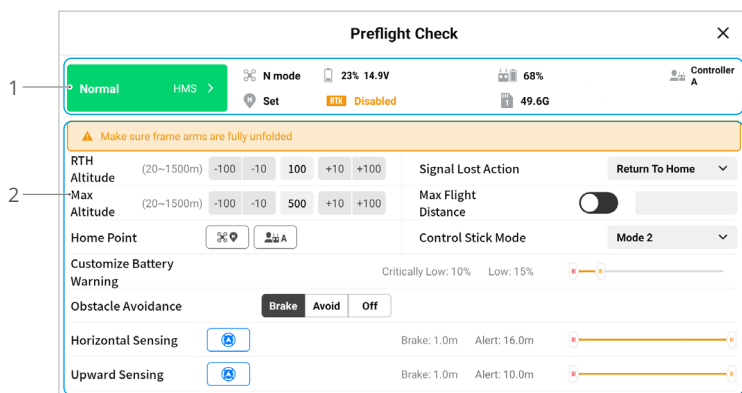 Preflight Check
1
Normal HMS >
N mode 23% 14.9V 68% Controller A
H Set RTK Disabled 1 49.6G
2
Make sure frame arms are fully unfolded
RTH Altitude (20~1500m) -100 -10 100 +10 +100 Signal Lost Action Return To Home
Max Altitude (20~1500m) -100 -10 500 +10 +100 Max Flight Distance
Home Point A Control Stick Mode Mode 2
Customize Battery Warning Critically Low: 10% Low: 15%
Obstacle Avoidance Brake Avoid Off
Horizontal Sensing Brake: 1.0m Alert: 16.0m
Upward Sensing Brake: 1.0m Alert: 10.0m